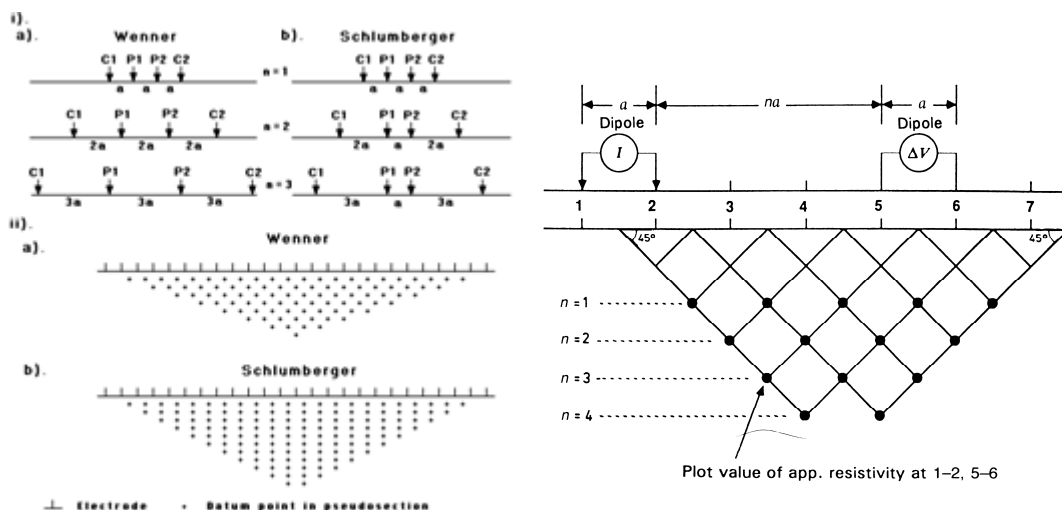 i).
a). Wenner b). Schlumberger
C1 P1 P2 C2 C1 P1 P2 C2
n=1
a a a a a a
C1 P1 P2 C2 C1 P1 P2 C2
n=2
2a 2a 2a 2a a 2a
C1 P1 P2 C2 C1 P1 P2 C2
n=3
3a 3a 3a 3a a 3a
ii).
Wenner
a).
b).
Schlumberger
Electrode Datum point in pseudosection
a na a
Dipole Dipole
I ΔV
1 2 3 4 5 6 7
45° 45°
n = 1
n = 2
n = 3
n = 4
Plot value of app. resistivity at 1–2, 5–6